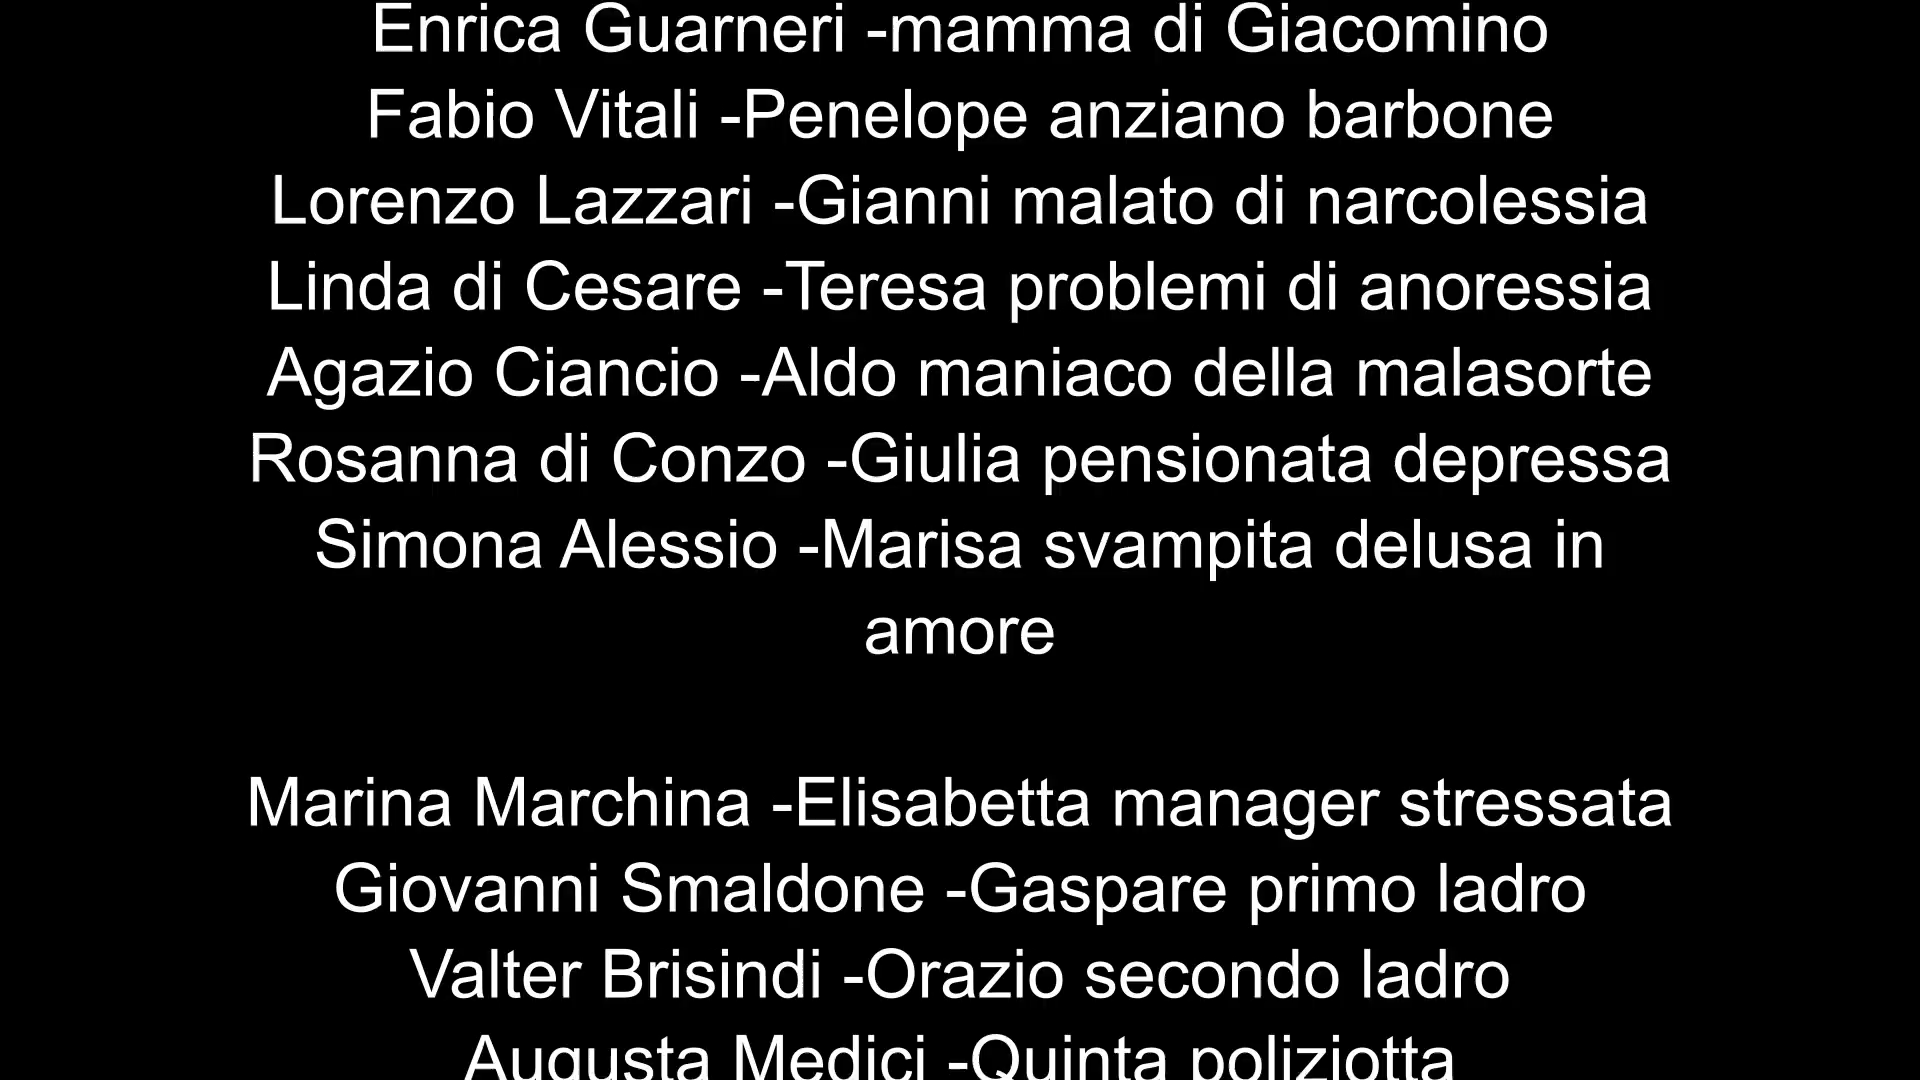 Enrica Guarneri -mamma di Giacomino
Fabio Vitali -Penelope anziano barbone
Lorenzo Lazzari -Gianni malato di narcolessia
Linda di Cesare -Teresa problemi di anoressia
Agazio Ciancio -Aldo maniaco della malasorte
Rosanna di Conzo -Giulia pensionata depressa
Simona Alessio -Marisa svampita delusa in
amore
Marina Marchina -Elisabetta manager stressata
Giovanni Smaldone -Gaspare primo ladro
Valter Brisindi -Orazio secondo ladro
Augusta Medici -Quinta poliziotta